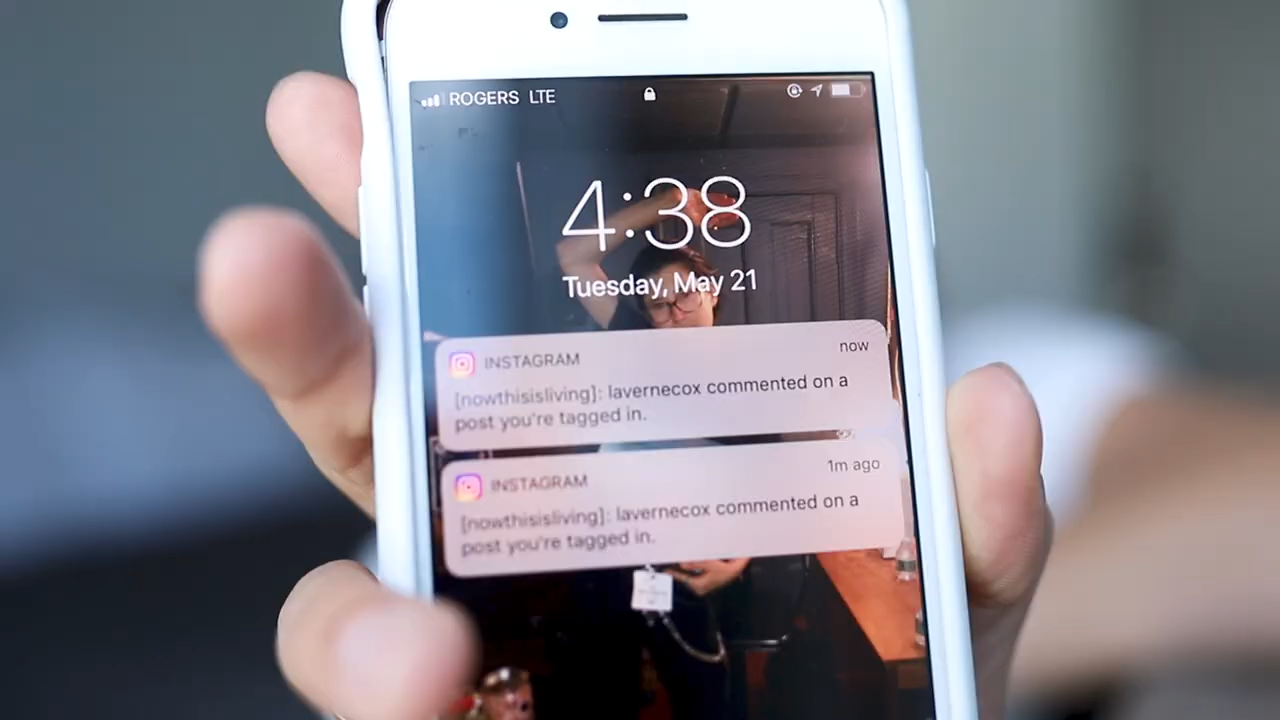 ROGERS LTE
4:38
Tuesday, May 21
INSTAGRAM now
[nowthisisliving]: lavernecox commented on a
post you're tagged in.
INSTAGRAM 1m ago
[nowthisisliving]: lavernecox commented on a
post you're tagged in.